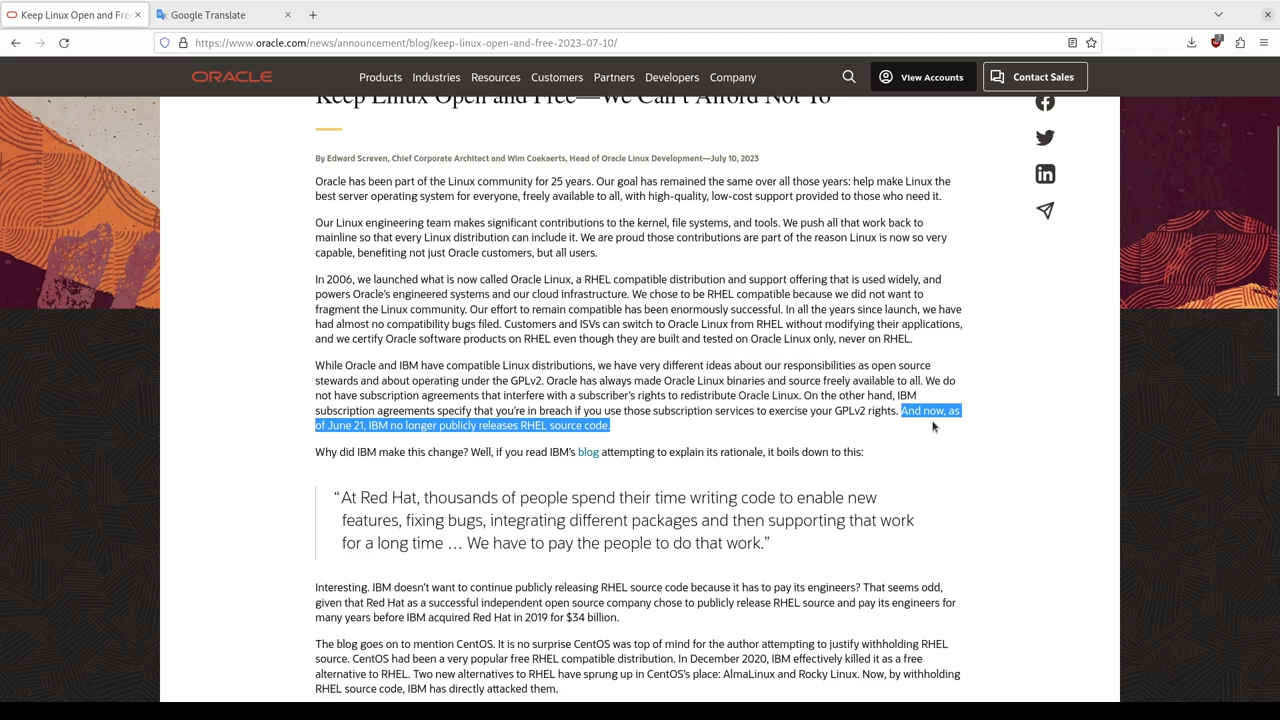 Keep Linux Open and Fre
Google Translate
https://www.oracle.com/news/announcement/blog/keep-linux-open-and-free-2023-07-10/
7
ORACLE
Products
Industries
Resources
Customers
Partners
Developers
Company
View Accounts
Contact Sales
Keep Linux Open and Free—We Can't Afford Not To
By Edward Screven, Chief Corporate Architect and Wim Coekaerts, Head of Oracle Linux Development—July 10, 2023
Oracle has been part of the Linux community for 25 years. Our goal has remained the same over all those years: help make Linux the
best server operating system for everyone, freely available to all, with high-quality, low-cost support provided to those who need it.
Our Linux engineering team makes significant contributions to the kernel, file systems, and tools. We push all that work back to
mainline so that every Linux distribution can include it. We are proud those contributions are part of the reason Linux is now so very
capable, benefiting not just Oracle customers, but all users.
In 2006, we launched what is now called Oracle Linux, a RHEL compatible distribution and support offering that is used widely, and
powers Oracle's engineered systems and our cloud infrastructure. We chose to be RHEL compatible because we did not want to
fragment the Linux community. Our effort to remain compatible has been enormously successful. In all the years since launch, we have
had almost no compatibility bugs filed. Customers and ISVs can switch to Oracle Linux from RHEL without modifying their applications,
and we certify Oracle software products on RHEL even though they are built and tested on Oracle Linux only, never on RHEL.
While Oracle and IBM have compatible Linux distributions, we have very different ideas about our responsibilities as open source
stewards and about operating under the GPLv2. Oracle has always made Oracle Linux binaries and source freely available to all. We do
not have subscription agreements that interfere with a subscriber's rights to redistribute Oracle Linux. On the other hand, IBM
subscription agreements specify that you're in breach if you use those subscription services to exercise your GPLv2 rights. And now, as
of June 21, IBM no longer publicly releases RHEL source code.
Why did IBM make this change? Well, if you read IBM's blog attempting to explain its rationale, it boils down to this:
“At Red Hat, thousands of people spend their time writing code to enable new
features, fixing bugs, integrating different packages and then supporting that work
for a long time … We have to pay the people to do that work.”
Interesting. IBM doesn't want to continue publicly releasing RHEL source code because it has to pay its engineers? That seems odd,
given that Red Hat as a successful independent open source company chose to publicly release RHEL source and pay its engineers for
many years before IBM acquired Red Hat in 2019 for $34 billion.
The blog goes on to mention CentOS. It is no surprise CentOS was top of mind for the author attempting to justify withholding RHEL
source. CentOS had been a very popular free RHEL compatible distribution. In December 2020, IBM effectively killed it as a free
alternative to RHEL. Two new alternatives to RHEL have sprung up in CentOS's place: AlmaLinux and Rocky Linux. Now, by withholding
RHEL source code, IBM has directly attacked them.